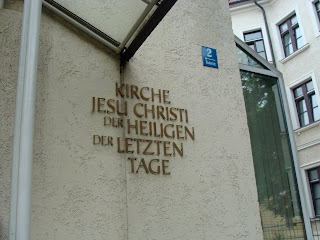 KIRCHE
JESU CHRISTI
DER HEILIGEN
DER LETZTEN
TAGE
2